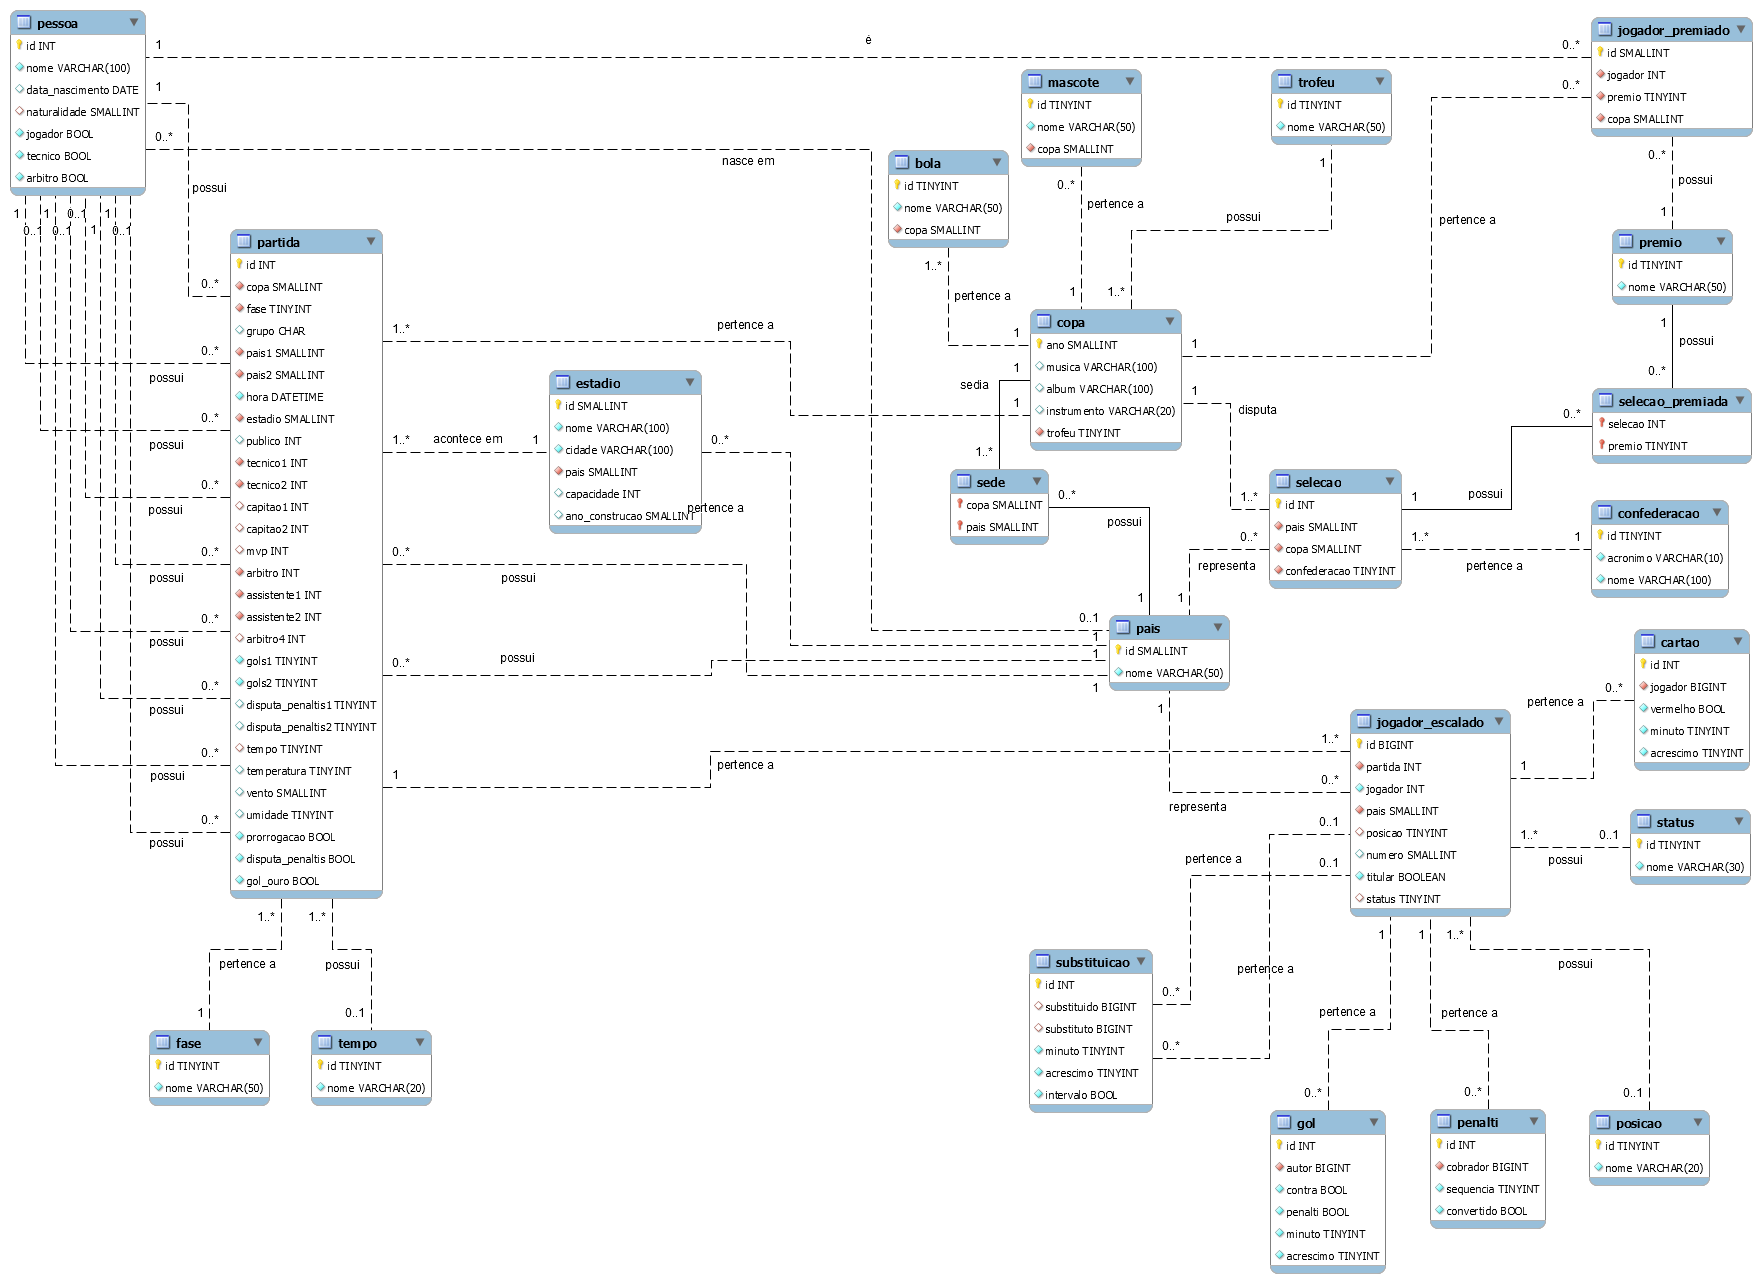 pessoa
id INT
nome VARCHAR(100)
data_nascimento DATE
naturalidade SMALLINT
jogador BOOL
tecnico BOOL
arbitro BOOL
1
é
0..*
1
0..*
nasce em
possui
1
0..1
1
0..1
0..1
1
0..1
jogador_premiado
id SMALLINT
jogador INT
premio TINYINT
copa SMALLINT
0..*
0..*
possui
1
mascote
id TINYINT
nome VARCHAR(50)
copa SMALLINT
0..*
pertence a
1
trofeu
id TINYINT
nome VARCHAR(50)
1
possui
1..*
pertence a
1
bola
id TINYINT
nome VARCHAR(50)
copa SMALLINT
1..*
pertence a
1
premio
id TINYINT
nome VARCHAR(50)
1
possui
0..*
partida
id INT
copa SMALLINT
fase TINYINT
grupo CHAR
pais1 SMALLINT
pais2 SMALLINT
hora DATETIME
estadio SMALLINT
publico INT
tecnico1 INT
tecnico2 INT
capitao1 INT
capitao2 INT
mvp INT
arbitro INT
assistente1 INT
assistente2 INT
arbitro4 INT
gols1 TINYINT
gols2 TINYINT
disputa_penaltis1 TINYINT
disputa_penaltis2 TINYINT
tempo TINYINT
temperatura TINYINT
vento SMALLINT
umidade TINYINT
prorrogacao BOOL
disputa_penaltis BOOL
gol_ouro BOOL
0..*
0..*
possui
0..*
possui
0..*
possui
0..*
possui
0..*
possui
0..*
possui
0..*
possui
0..*
possui
1..*
pertence a
1
1..*
acontece em
1
0..*
possui
1
0..*
possui
1
1
pertence a
1..*
copa
ano SMALLINT
musica VARCHAR(100)
album VARCHAR(100)
instrumento VARCHAR(20)
trofeu TINYINT
1
sedia
1..*
1
disputa
1..*
estadio
id SMALLINT
nome VARCHAR(100)
cidade VARCHAR(100)
pais SMALLINT
capacidade INT
ano_construcao SMALLINT
0..*
pertence a
1
selecao_premiada
selecao INT
premio TINYINT
0..*
sede
copa SMALLINT
pais SMALLINT
0..*
possui
1
selecao
id INT
pais SMALLINT
copa SMALLINT
confederacao TINYINT
1
possui
1..*
pertence a
1
0..*
representa
1
confederacao
id TINYINT
acronimo VARCHAR(10)
nome VARCHAR(100)
pais
id SMALLINT
nome VARCHAR(50)
0..1
1
representa
0..*
cartao
id INT
jogador BIGINT
vermelho BOOL
minuto TINYINT
acrescimo TINYINT
0..*
pertence a
1
jogador_escalado
id BIGINT
partida INT
jogador INT
pais SMALLINT
posicao TINYINT
numero SMALLINT
titular BOOLEAN
status TINYINT
0..1
pertence a
0..1
1..*
possui
0..1
status
id TINYINT
nome VARCHAR(30)
1..*
possui
0..1
fase
id TINYINT
nome VARCHAR(50)
1..*
pertence a
1
tempo
id TINYINT
nome VARCHAR(20)
1..*
possui
0..1
substituicao
id INT
substituido BIGINT
substituto BIGINT
minuto TINYINT
acrescimo TINYINT
intervalo BOOL
0..*
pertence a
0..*
1
pertence a
0..*
1
pertence a
0..*
gol
id INT
autor BIGINT
contra BOOL
penalti BOOL
minuto TINYINT
acrescimo TINYINT
penalti
id INT
cobrador BIGINT
sequencia TINYINT
convertido BOOL
posicao
id TINYINT
nome VARCHAR(20)